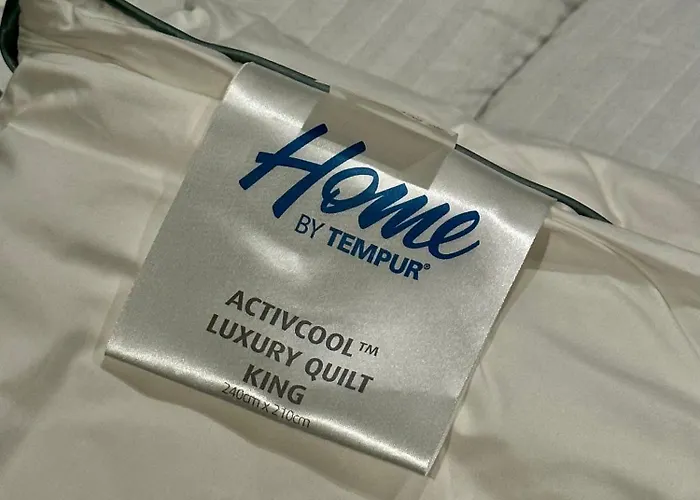 Home
BY TEMPUR®
ACTIVCOOL™
LUXURY QUILT
KING
240cm x 210cm